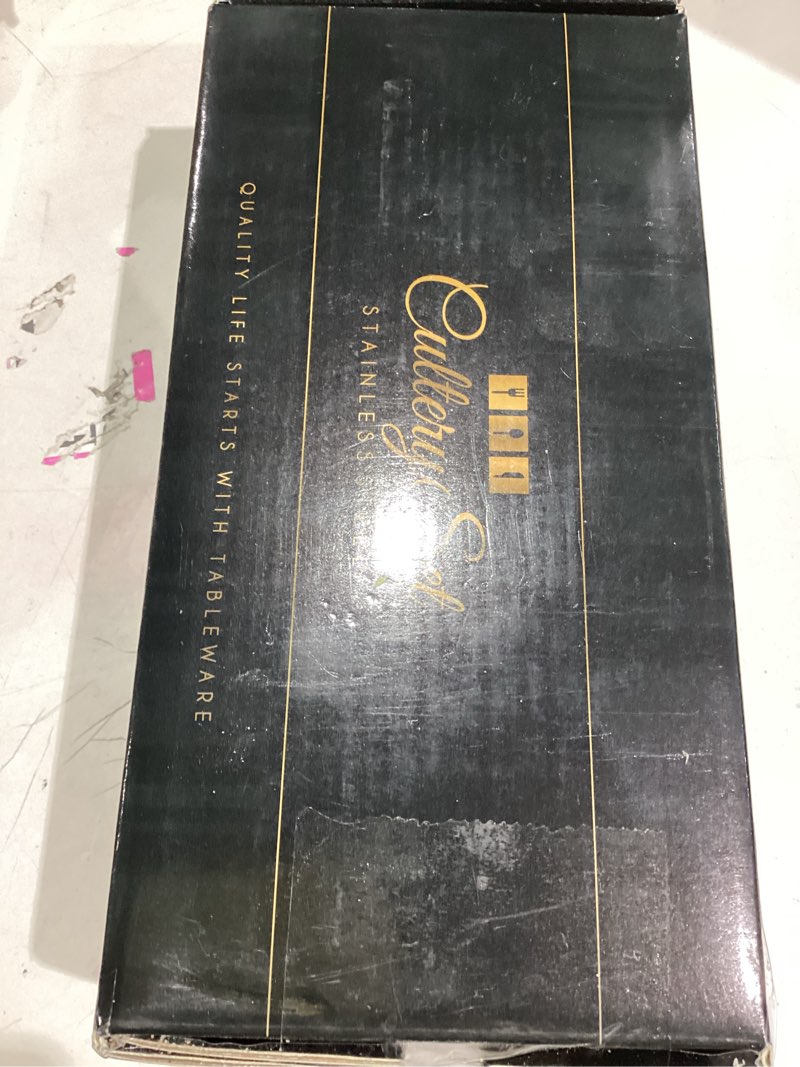 Cutlery Set
STAINLESS
QUALITY LIFE STARTS WITH TABLEWARE